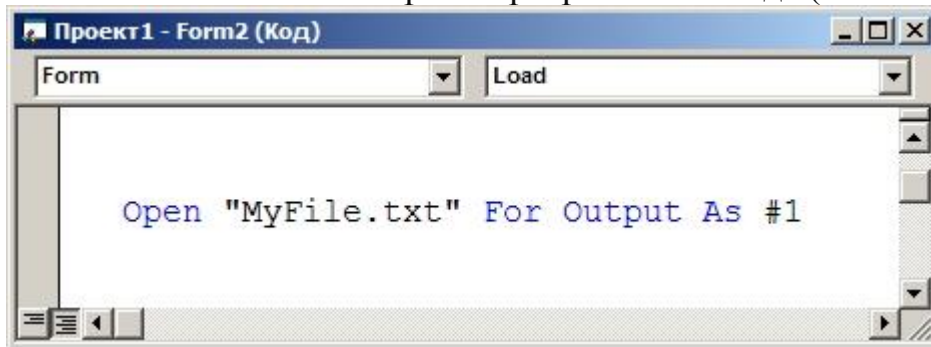 Проект1 - Form2 (Код)
Form Load
Open "MyFile.txt" For Output As #1